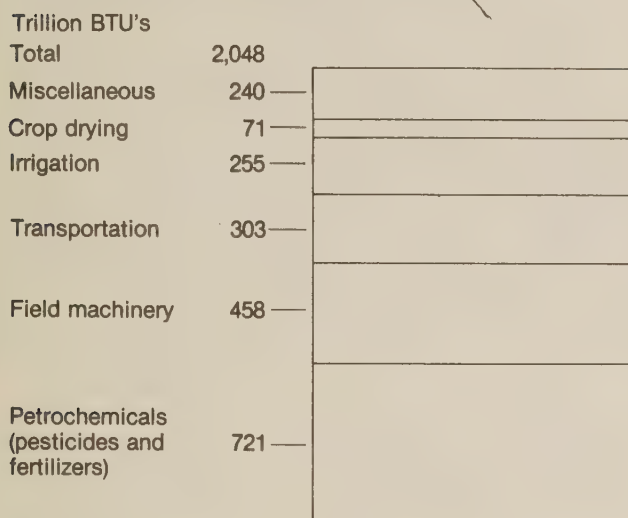 Trillion BTU's
Total 2,048
Miscellaneous 240
Crop drying 71
Irrigation 255
Transportation 303
Field machinery 458
Petrochemicals
(pesticides and 721
fertilizers)